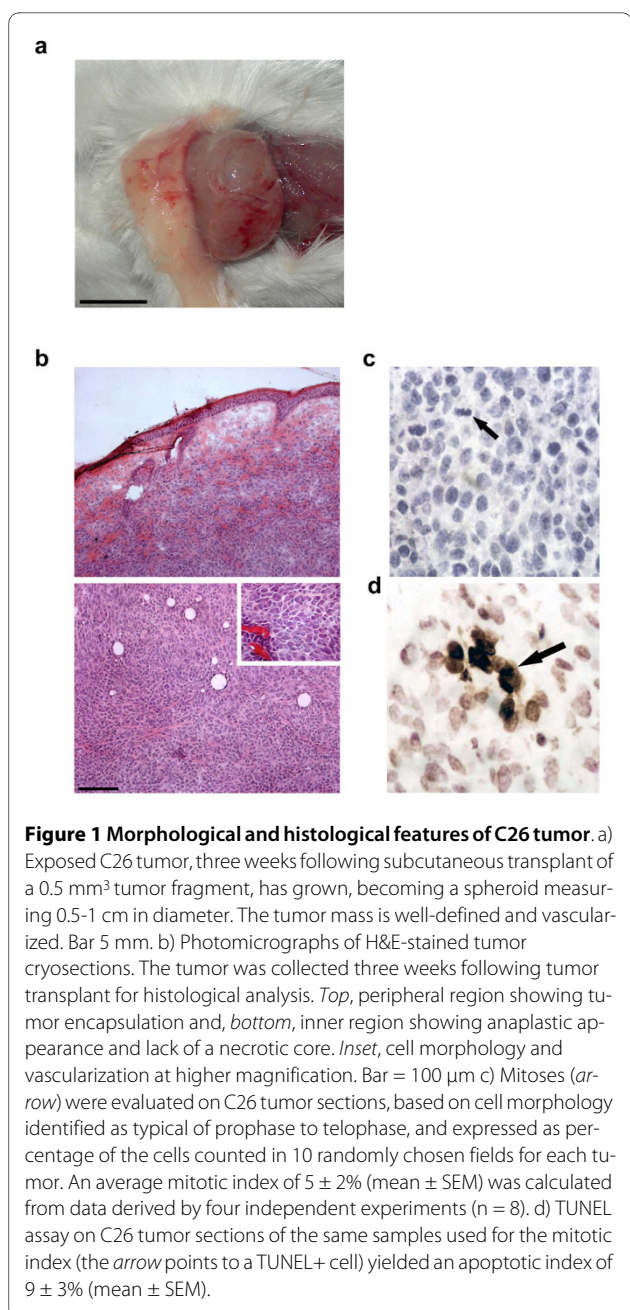 a
b
c
d
Figure 1 Morphological and histological features of C26 tumor. a)
Exposed C26 tumor, three weeks following subcutaneous transplant of
a 0.5 mm³ tumor fragment, has grown, becoming a spheroid measur-
ing 0.5-1 cm in diameter. The tumor mass is well-defined and vascular-
ized. Bar 5 mm. b) Photomicrographs of H&E-stained tumor
cryosections. The tumor was collected three weeks following tumor
transplant for histological analysis. Top, peripheral region showing tu-
mor encapsulation and, bottom, inner region showing anaplastic ap-
pearance and lack of a necrotic core. Inset, cell morphology and
vascularization at higher magnification. Bar = 100 μm c) Mitoses (ar-
row) were evaluated on C26 tumor sections, based on cell morphology
identified as typical of prophase to telophase, and expressed as per-
centage of the cells counted in 10 randomly chosen fields for each tu-
mor. An average mitotic index of 5 ± 2% (mean ± SEM) was calculated
from data derived by four independent experiments (n = 8). d) TUNEL
assay on C26 tumor sections of the same samples used for the mitotic
index (the arrow points to a TUNEL+ cell) yielded an apoptotic index of
9 ± 3% (mean ± SEM).